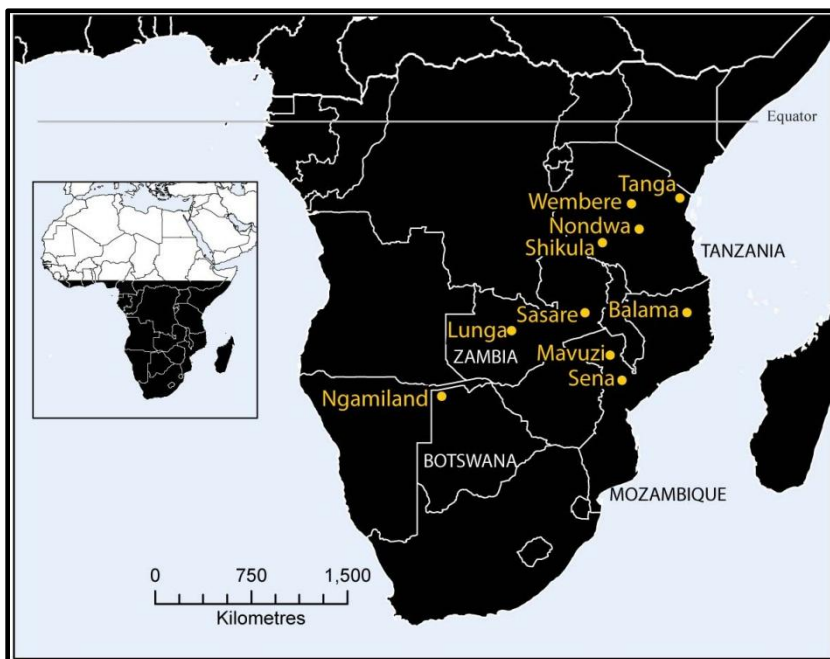 Equator
Tanga
Wembere
Nondwa
Shikula
TANZANIA
Sasare
Balama
Lunga
ZAMBIA
Mavuzi
Sena
Ngamiland
BOTSWANA
MOZAMBIQUE
0 750 1,500
Kilometres